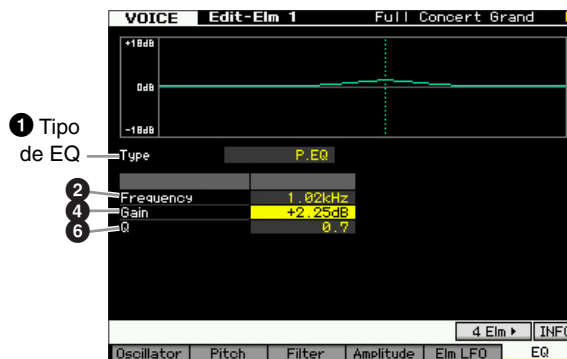 VOICE Edit-Elm 1 Full Concert Grand
+18dB
0dB
-18dB
1 Tipo de EQ
Type P.EQ
2 Frequency 1.02kHz
4 Gain +2.25dB
6 Q 0.7
4 Elm INFO
Oscillator Pitch Filter Amplitude Elm LFO EQ